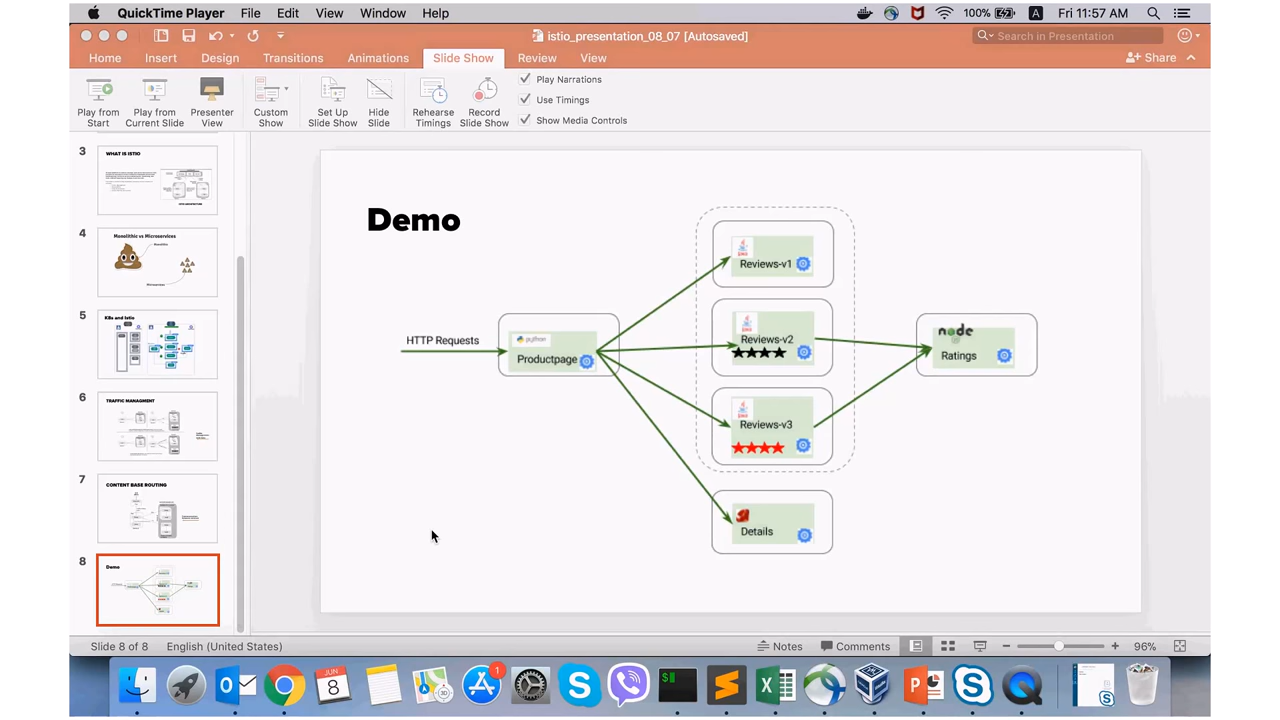 QuickTime Player File Edit View Window Help 100% A Fri 11:57 AM
istio_presentation_08_07 [Autosaved] Search in Presentation
Home Insert Design Transitions Animations Slide Show Review View Share
Play from Start
Play from Current Slide
Presenter View
Custom Show
Set Up Slide Show
Hide Slide
Rehearse Timings
Record Slide Show
Play Narrations
Use Timings
Show Media Controls
3
WHAT IS ISTIO
4
Monolithic vs Microservices
5
K8s and Istio
6
TRAFFIC MANAGMENT
7
CONTENT BASE ROUTING
8
Demo
Demo
HTTP Requests
python
Productpage
Reviews-v1
Reviews-v2
Reviews-v3
Details
node
Ratings
Slide 8 of 8 English (United States) Notes Comments 96%
JUN
8
3D
1